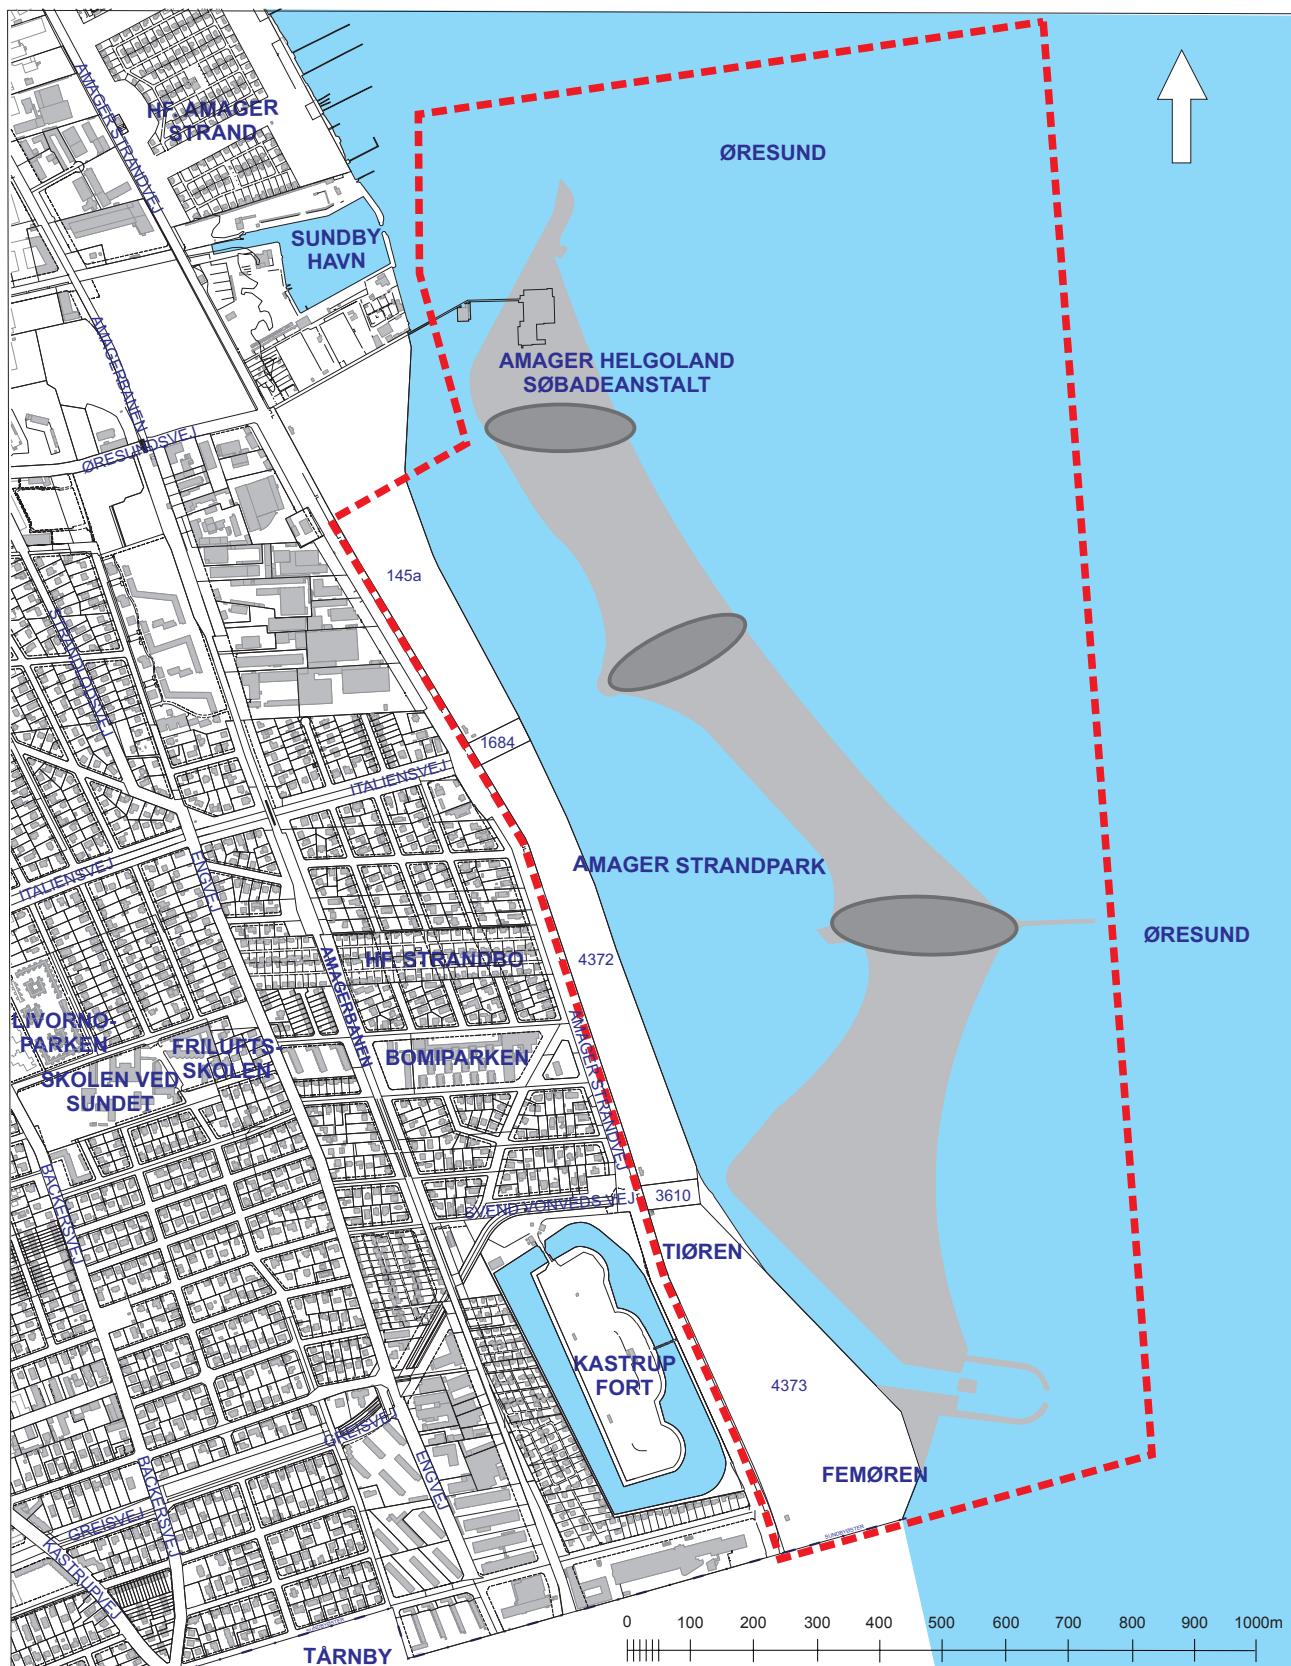 AMAGER STRANDVEJ
HF. AMAGER
STRAND
ØRESUND
SUNDBY
HAVN
AMAGERBANEN
AMAGER HELGOLAND
SØBADEANSTALT
ØRESUNDSVEJ
145a
STRANDLODSVEJ
1684
ITALIENSVEJ
ITALIENSVEJ
ENGVEJ
AMAGER STRANDPARK
ØRESUND
HF. STRANDBO
4372
AMAGERBANEN
LIVORNO-
PARKEN
FRILUFTS-
SKOLEN
BOMIPARKEN
AMAGER STRANDVEJ
SKOLEN VED
SUNDET
BACKERSVEJ
SVEND VONVEDS VEJ
3610
TIØREN
KASTRUP
FORT
4373
GREISVEJ
FEMØREN
ENGVEJ
BACKERSVEJ
GREISVEJ
KASTRUPVEJ
SUNDBYØSTER
SUNDBYØSTER
TÅRNBY
0 100 200 300 400 500 600 700 800 900 1000m